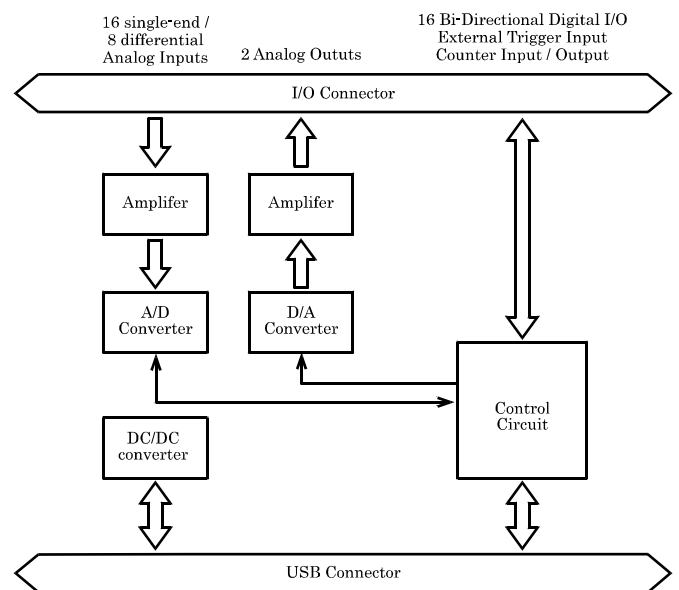 16 single-end /
8 differential
Analog Inputs
2 Analog Oututs
16 Bi-Directional Digital I/O
External Trigger Input
Counter Input / Output
I/O Connector
Amplifer
Amplifer
A/D
Converter
D/A
Converter
Control
Circuit
DC/DC
converter
USB Connector